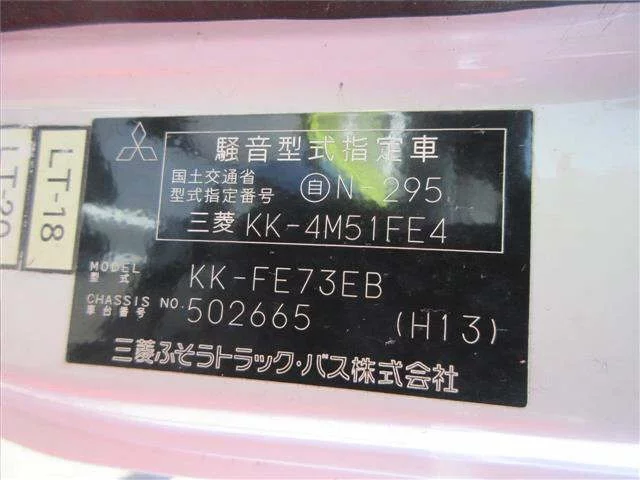 騒音型式指定車
国土交通省
型式指定番号 自 N-295
三菱 KK-4M51FE4
MODEL
型式 KK-FE73EB
CHASSIS NO.
車台番号 502665 (H13)
三菱ふそうトラック・バス株式会社
LT-18
LT-20